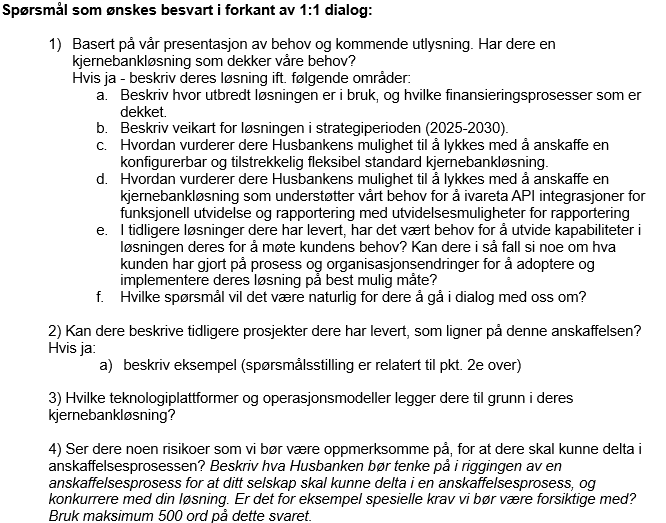 Spørsmål som ønskes besvart i forkant av 1:1 dialog:
1) Basert på vår presentasjon av behov og kommende utlysning. Har dere en
kjernebankløsning som dekker våre behov?
Hvis ja - beskriv deres løsning ift. følgende områder:
a. Beskriv hvor utbredt løsningen er i bruk, og hvilke finansieringsprosesser som er
dekket.
b. Beskriv veikart for løsningen i strategiperioden (2025-2030).
c. Hvordan vurderer dere Husbankens mulighet til å lykkes med å anskaffe en
konfigurerbar og tilstrekkelig fleksibel standard kjernebankløsning.
d. Hvordan vurderer dere Husbankens mulighet til å lykkes med å anskaffe en
kjernebankløsning som understøtter vårt behov for å ivareta API integrasjoner for
funksjonell utvidelse og rapportering med utvidelsesmuligheter for rapportering
e. I tidligere løsninger dere har levert, har det vært behov for å utvide kapabiliteter i
løsningen deres for å møte kundens behov? Kan dere i så fall si noe om hva
kunden har gjort på prosess og organisasjonsendringer for å adoptere og
implementere deres løsning på best mulig måte?
f. Hvilke spørsmål vil det være naturlig for dere å gå i dialog med oss om?
2) Kan dere beskrive tidligere prosjekter dere har levert, som ligner på denne anskaffelsen?
Hvis ja:
a) beskriv eksempel (spørsmålsstilling er relatert til pkt. 2e over)
3) Hvilke teknologiplattformer og operasjonsmodeller legger dere til grunn i deres
kjernebankløsning?
4) Ser dere noen risikoer som vi bør være oppmerksomme på, for at dere skal kunne delta i
anskaffelsesprosessen? Beskriv hva Husbanken bør tenke på i riggingen av en
anskaffelsesprosess for at ditt selskap skal kunne delta i en anskaffelsesprosess, og
konkurrere med din løsning. Er det for eksempel spesielle krav vi bør være forsiktige med?
Bruk maksimum 500 ord på dette svaret.